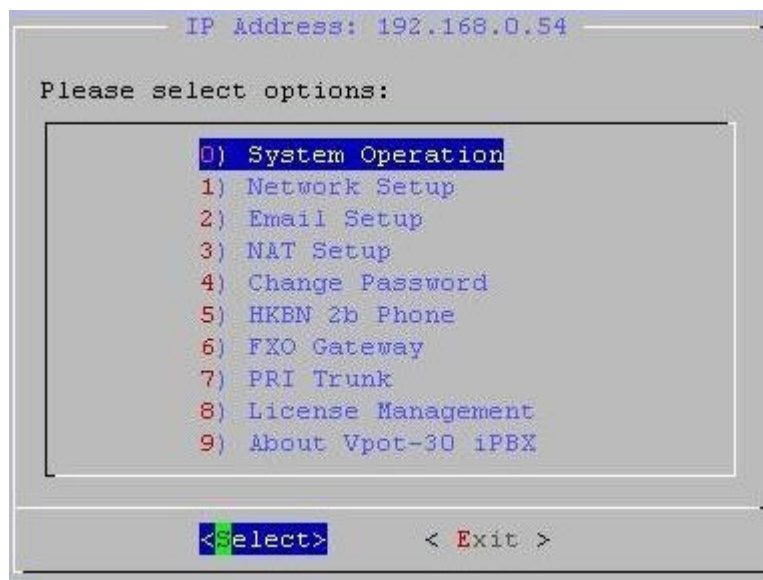 IP Address: 192.168.0.54
Please select options:
0) System Operation
1) Network Setup
2) Email Setup
3) NAT Setup
4) Change Password
5) HKBN 2b Phone
6) FXO Gateway
7) PRI Trunk
8) License Management
9) About Vpot-30 iPBX
<Select> < Exit >